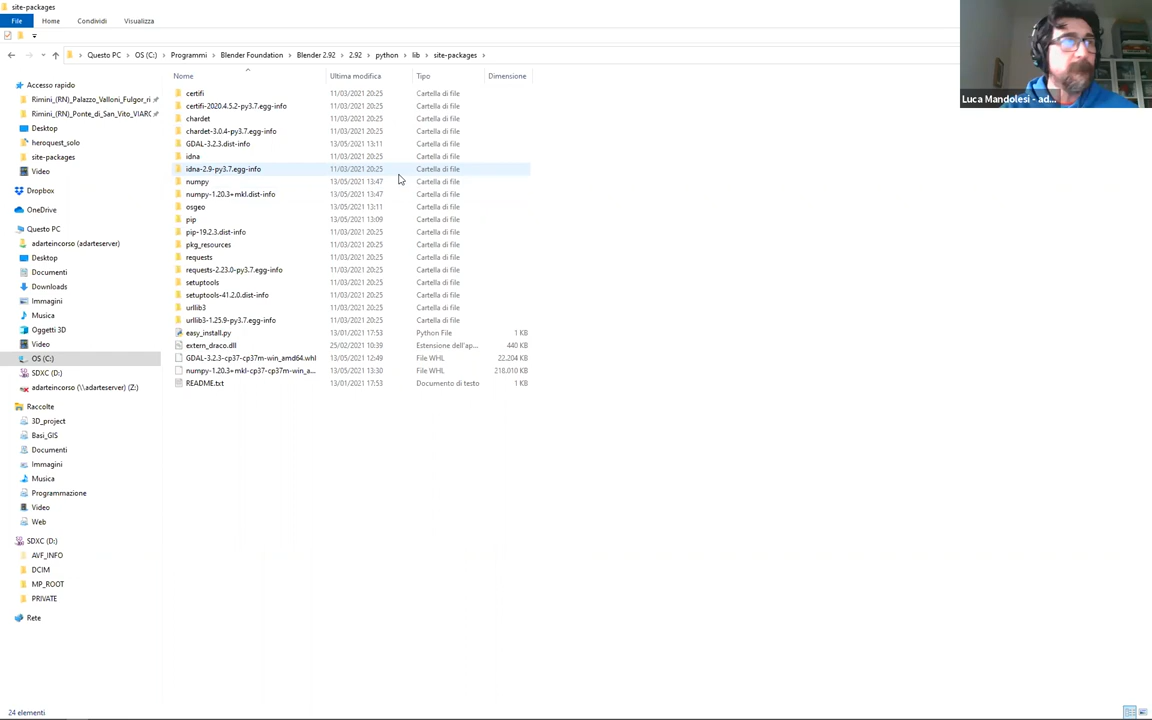 site-packages
File Home Condividi Visualizza
Questo PC > OS (C:) > Programmi > Blender Foundation > Blender 2.92 > 2.92 > python > lib > site-packages >
Nome Ultima modifica Tipo Dimensione
Accesso rapido
Rimini_(RN)_Palazzo_Valloni_Fulgor_ri
Rimini_(RN)_Ponte_di_San_Vito_VIARC
Desktop
heroquest_solo
site-packages
Video
Dropbox
OneDrive
Questo PC
adarteincorso (adarteserver)
Desktop
Documenti
Downloads
Immagini
Musica
Oggetti 3D
Video
OS (C:)
SDXC (D:)
adarteincorso (\\adarteserver) (Z:)
Raccolte
3D_project
Basi_GIS
Documenti
Immagini
Musica
Programmazione
Video
Web
SDXC (D:)
AVF_INFO
DCIM
MP_ROOT
PRIVATE
Rete
certifi 11/03/2021 20:25 Cartella di file
certifi-2020.4.5.2-py3.7.egg-info 11/03/2021 20:25 Cartella di file
chardet 11/03/2021 20:25 Cartella di file
chardet-3.0.4-py3.7.egg-info 11/03/2021 20:25 Cartella di file
GDAL-3.2.3.dist-info 13/05/2021 13:11 Cartella di file
idna 11/03/2021 20:25 Cartella di file
idna-2.9-py3.7.egg-info 11/03/2021 20:25 Cartella di file
numpy 13/05/2021 13:47 Cartella di file
numpy-1.20.3+mkl.dist-info 13/05/2021 13:47 Cartella di file
osgeo 13/05/2021 13:11 Cartella di file
pip 13/05/2021 13:09 Cartella di file
pip-19.2.3.dist-info 11/03/2021 20:25 Cartella di file
pkg_resources 11/03/2021 20:25 Cartella di file
requests 11/03/2021 20:25 Cartella di file
requests-2.23.0-py3.7.egg-info 11/03/2021 20:25 Cartella di file
setuptools 11/03/2021 20:25 Cartella di file
setuptools-41.2.0.dist-info 11/03/2021 20:25 Cartella di file
urllib3 11/03/2021 20:25 Cartella di file
urllib3-1.25.9-py3.7.egg-info 11/03/2021 20:25 Cartella di file
easy_install.py 13/01/2021 17:53 Python File 1 KB
extern_draco.dll 25/02/2021 10:39 Estensione dell'ap... 440 KB
GDAL-3.2.3-cp37-cp37m-win_amd64.whl 13/05/2021 12:49 File WHL 22.204 KB
numpy-1.20.3+mkl-cp37-cp37m-win_a... 13/05/2021 13:30 File WHL 218.010 KB
README.txt 13/01/2021 17:53 Documento di testo 1 KB
Luca Mandolesi - ad...
24 elementi